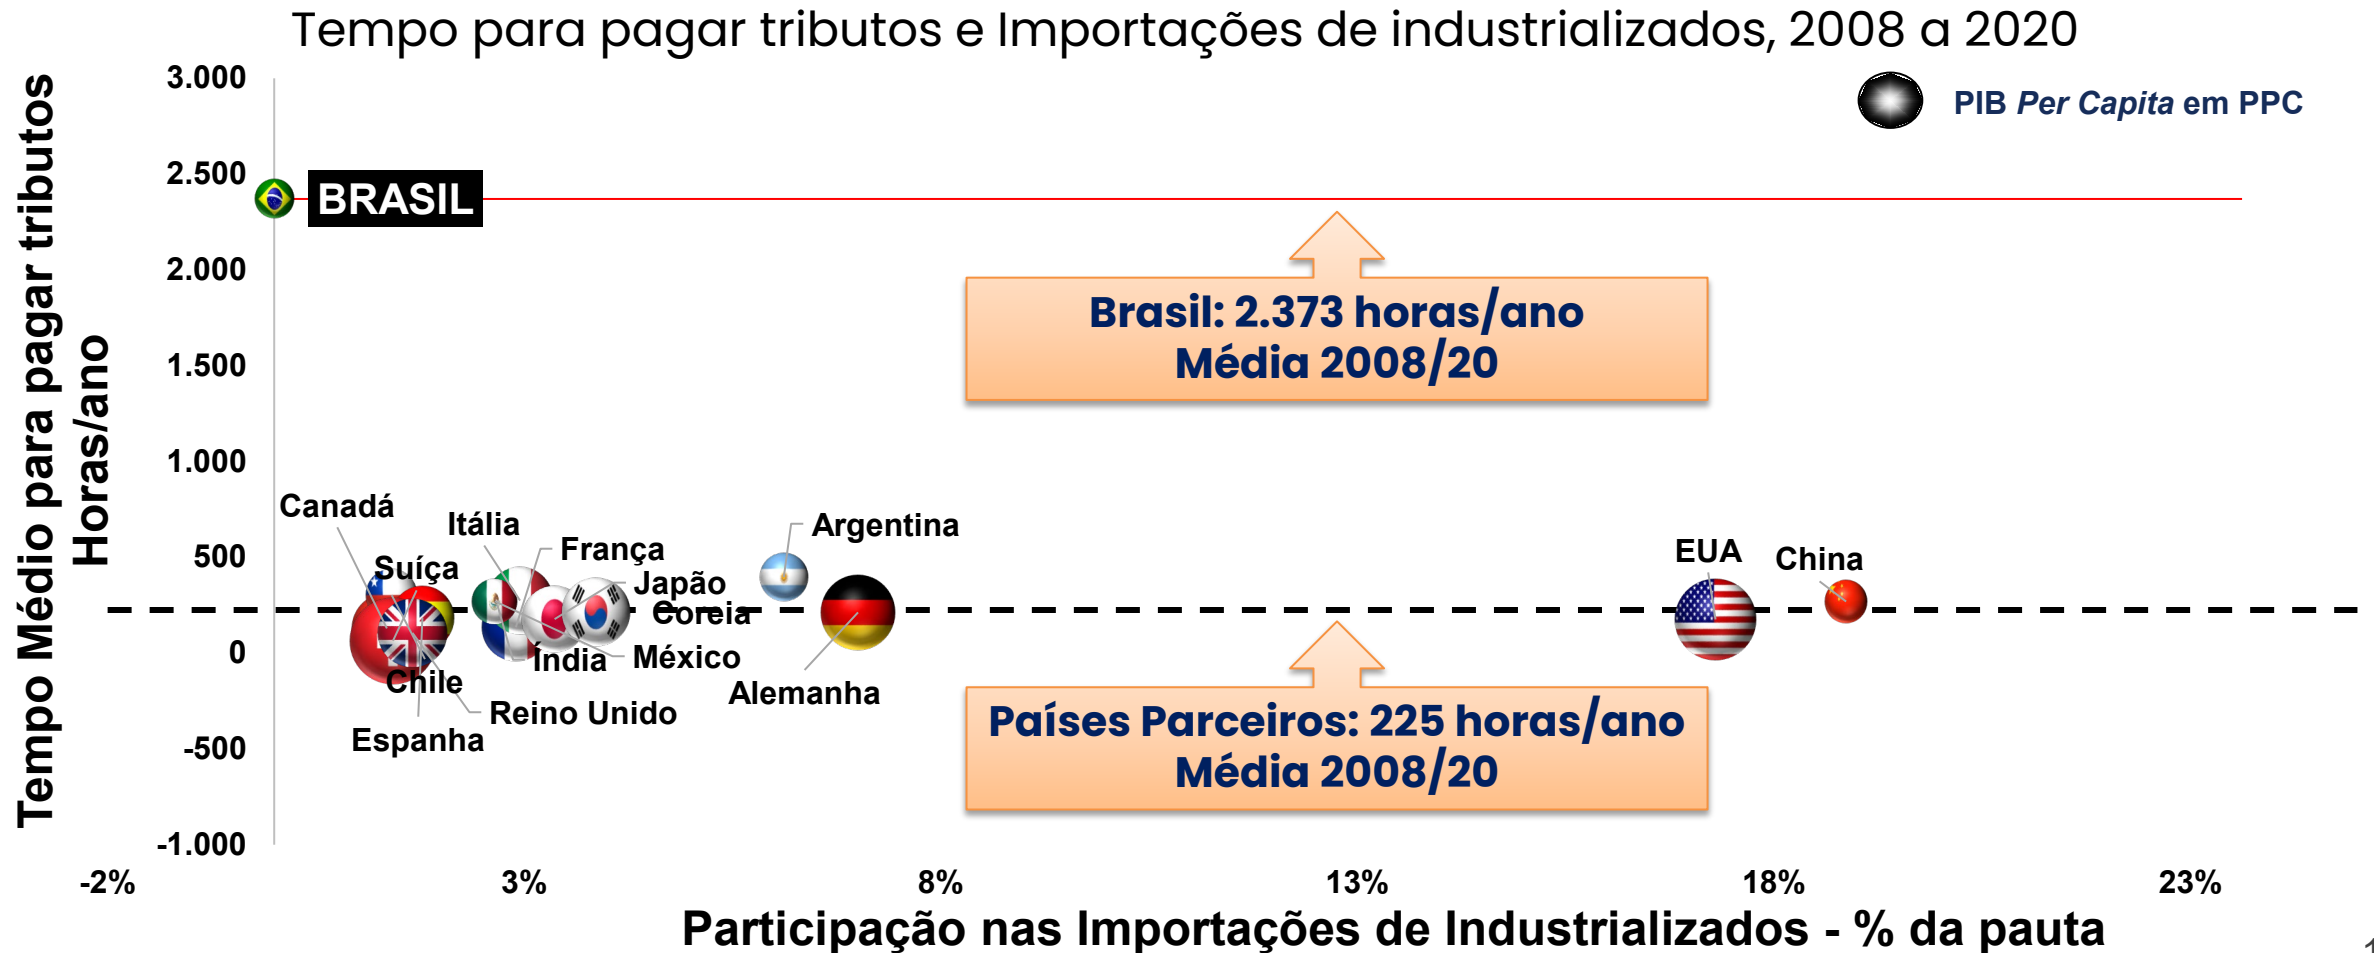 Tempo para pagar tributos e Importações de industrializados, 2008 a 2020
PIB Per Capita em PPC
Tempo Médio para pagar tributos
Horas/ano
3.000
2.500
2.000
1.500
1.000
500
0
-500
-1.000
BRASIL
Brasil: 2.373 horas/ano
Média 2008/20
Canadá
Suíça
Itália
França
Japão
Coreia
Índia
México
Chile
Reino Unido
Espanha
Argentina
Alemanha
EUA
China
Países Parceiros: 225 horas/ano
Média 2008/20
-2%
3%
8%
13%
18%
23%
Participação nas Importações de Industrializados - % da pauta